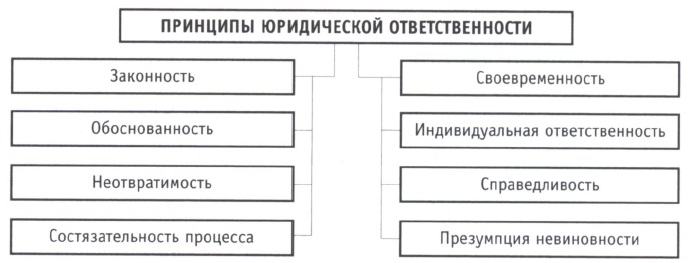 ПРИНЦИПЫ ЮРИДИЧЕСКОЙ ОТВЕТСТВЕННОСТИ
Законность
Обоснованность
Неотвратимость
Состязательность процесса
Своевременность
Индивидуальная ответственность
Справедливость
Презумпция невиновности